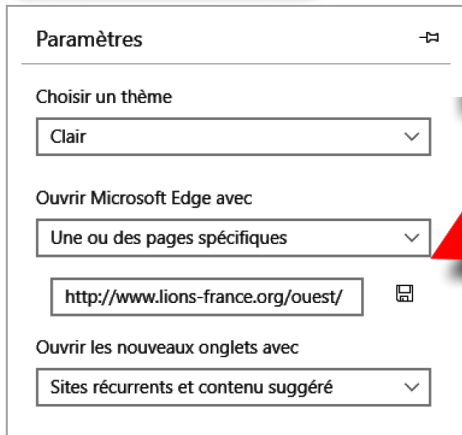 Paramètres
Choisir un thème
Clair
Ouvrir Microsoft Edge avec
Une ou des pages spécifiques
http://www.lions-france.org/ouest/
Ouvrir les nouveaux onglets avec
Sites récurrents et contenu suggéré